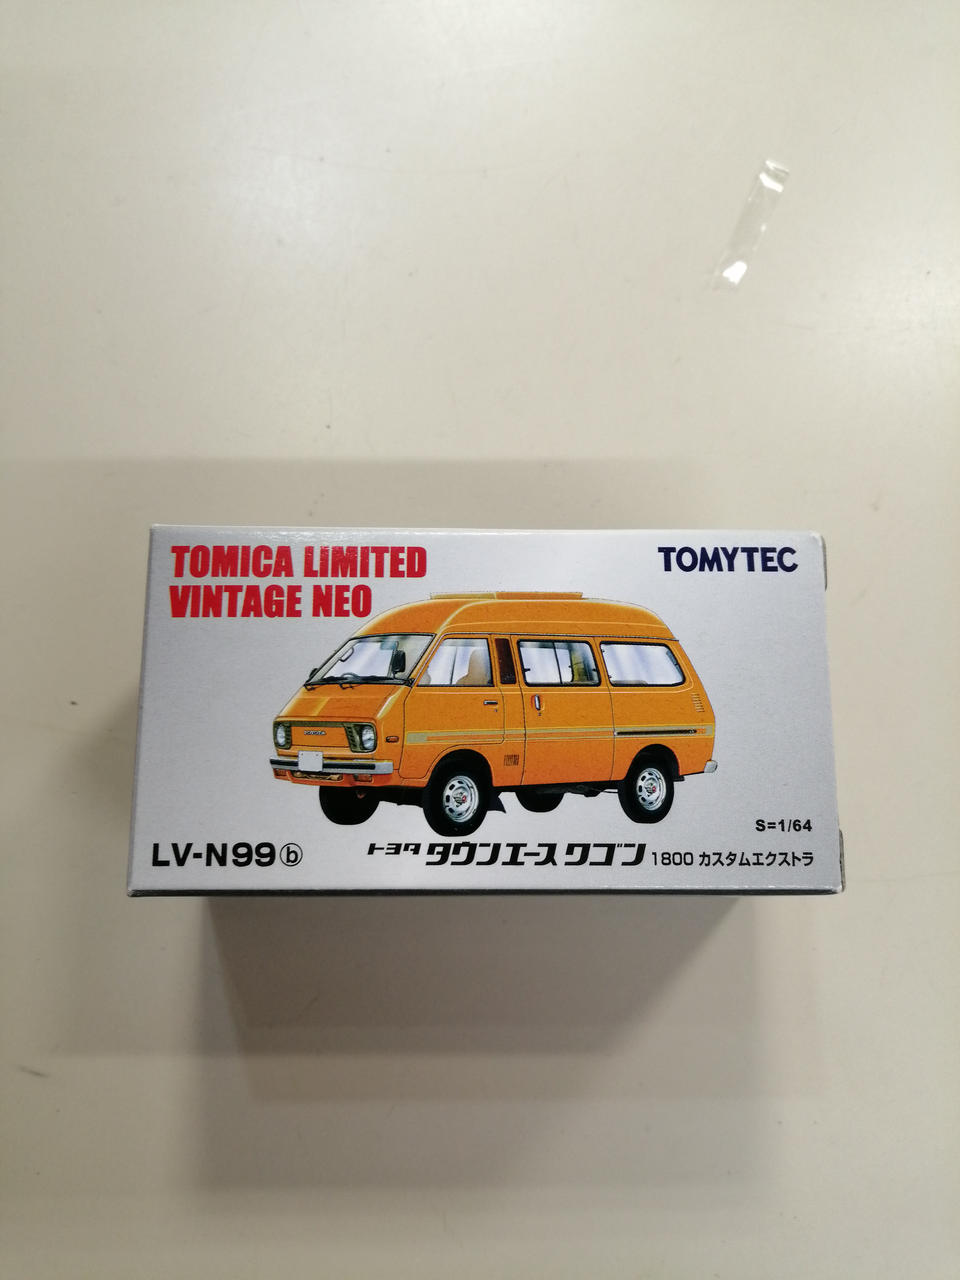 TOMICA LIMITED
VINTAGE NEO
TOMYTEC
S=1/64
LV-N99 ⓑ
トヨタ タウンエース ワゴン 1800 カスタムエクストラ